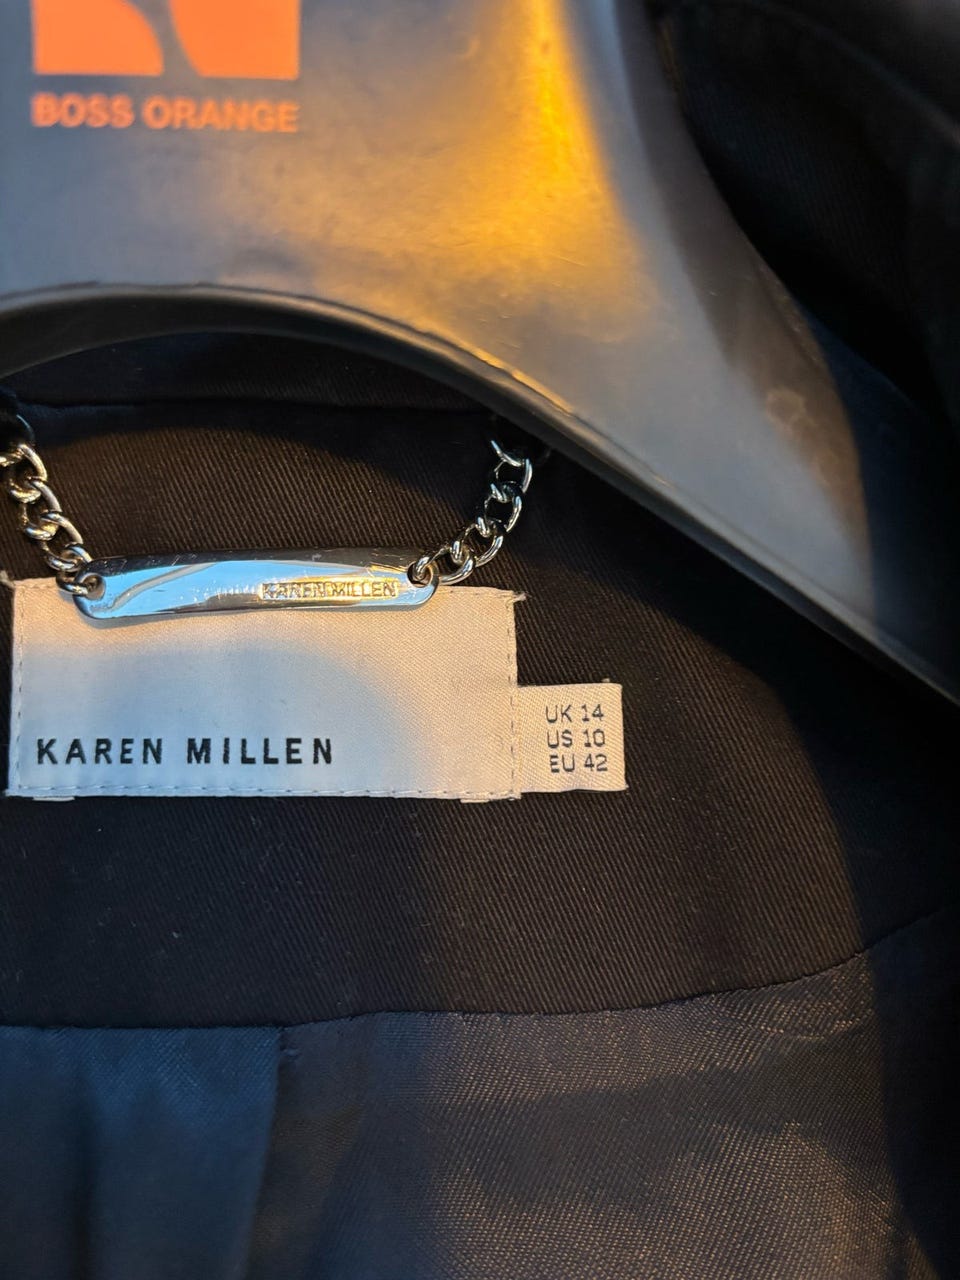 BOSS ORANGE
KAREN MILLEN
KAREN MILLEN
UK 14
US 10
EU 42